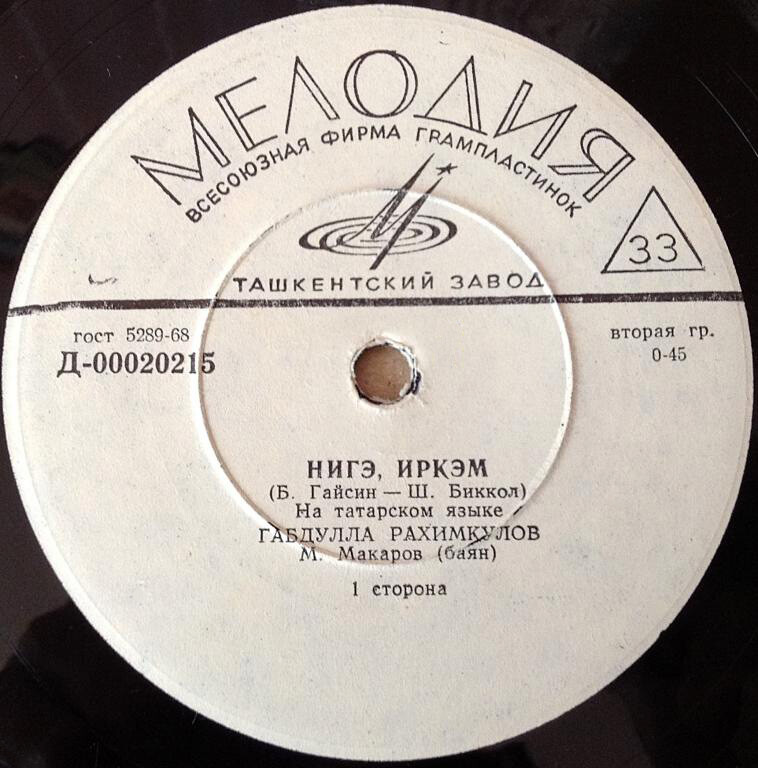 МЕЛОДИЯ
ВСЕСОЮЗНАЯ ФИРМА ГРАМПЛАСТИНОК
33
ТАШКЕНТСКИЙ ЗАВОД
гост 5289-68
Д-00020215
вторая гр.
0-45
НИГЭ, ИРКЭМ
(Б. Гайсин — Ш. Биккол)
На татарском языке
ГАБДУЛЛА РАХИМКУЛОВ
М. Макаров (баян)
1 сторона